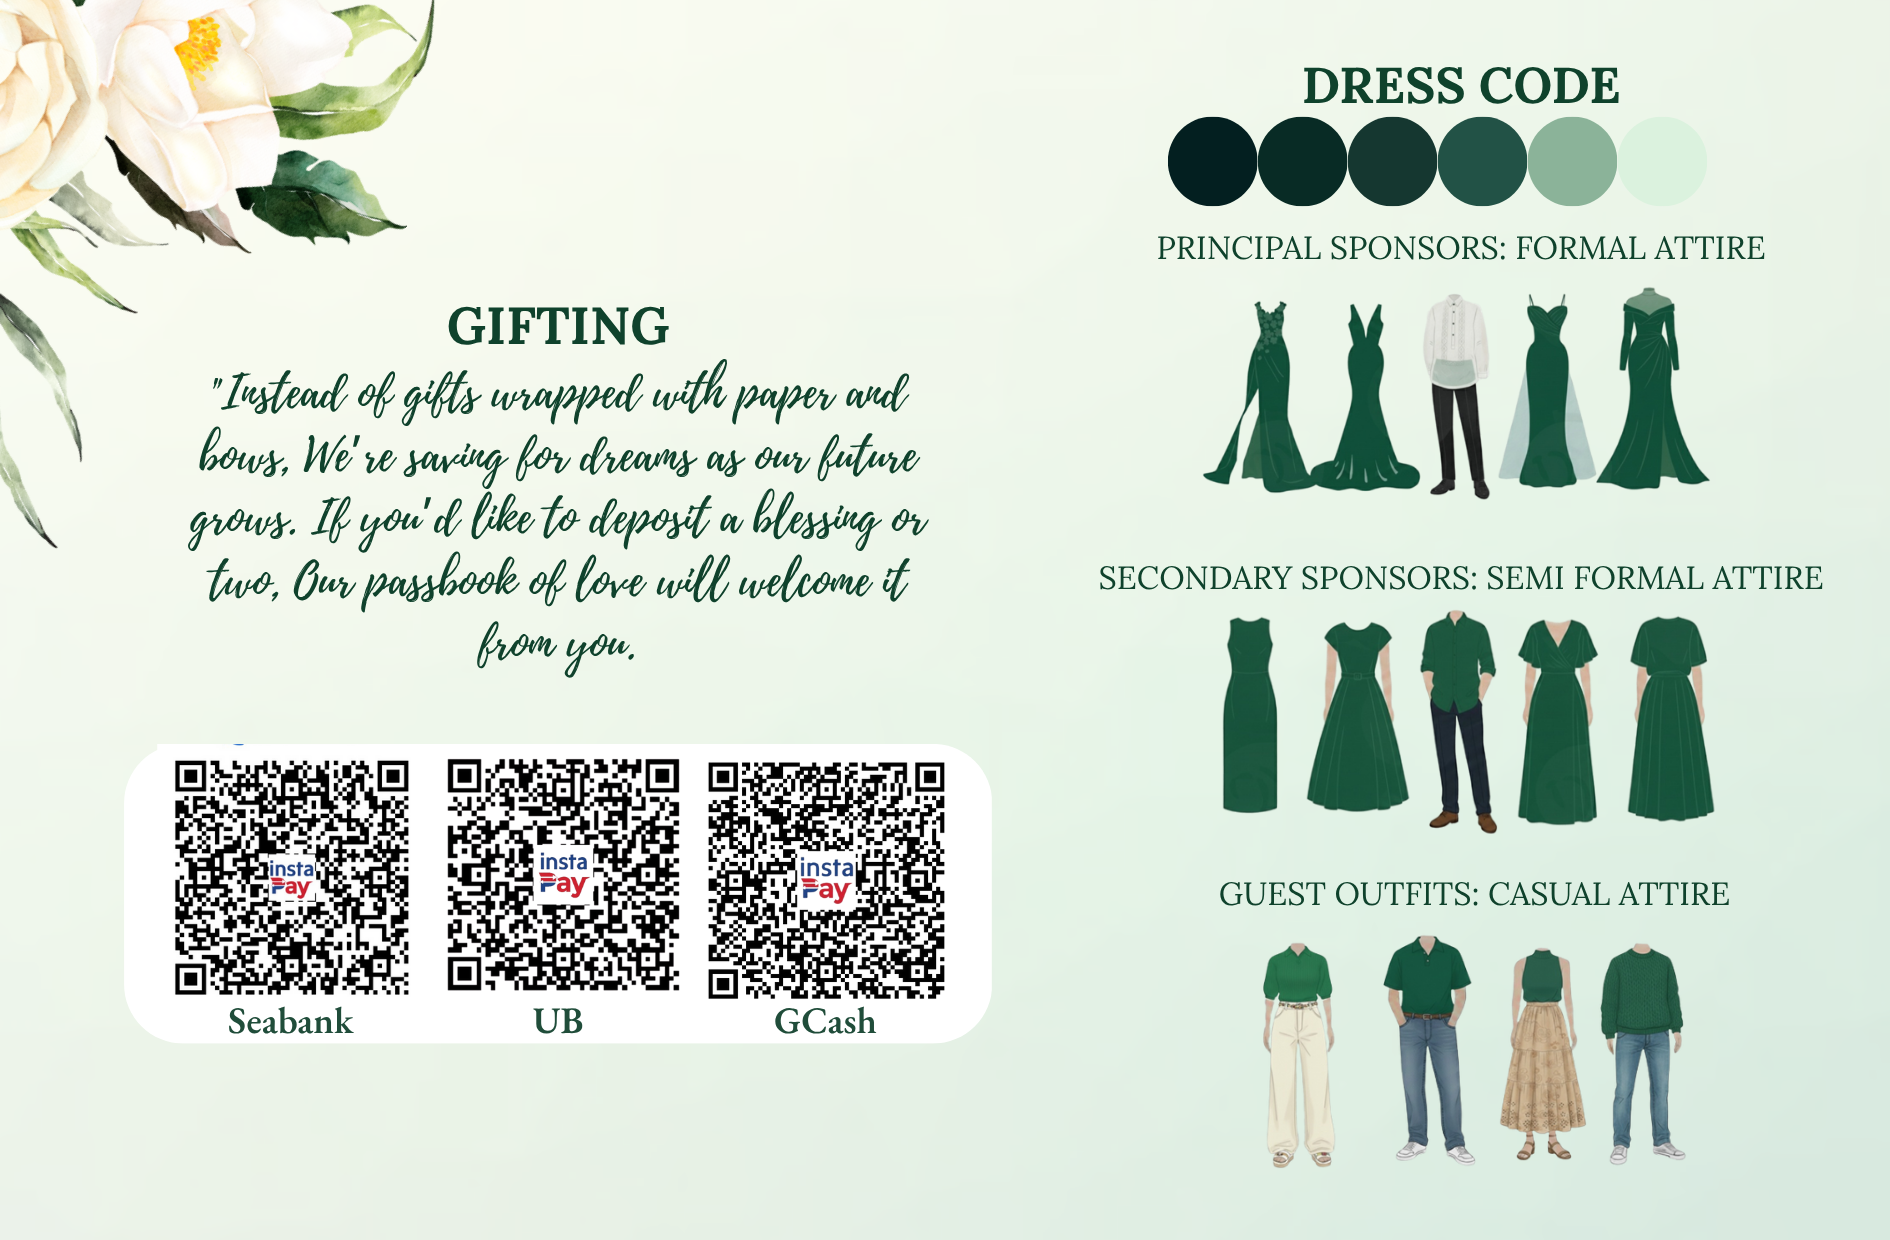 GIFTING
"Instead of gifts wrapped with paper and
bows, We're saving for dreams as our future
grows. If you'd like to deposit a blessing or
two, Our passbook of love will welcome it
from you.
insta
Pay
insta
Pay
insta
Pay
Seabank
UB
GCash
DRESS CODE
PRINCIPAL SPONSORS: FORMAL ATTIRE
SECONDARY SPONSORS: SEMI FORMAL ATTIRE
GUEST OUTFITS: CASUAL ATTIRE